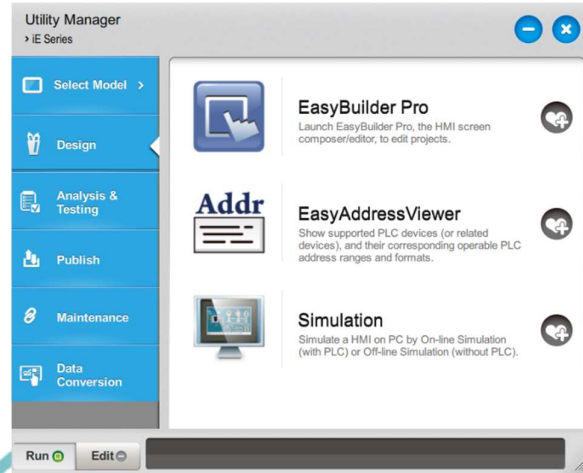 Utility Manager
› iE Series
Select Model >
Design
Analysis &
Testing
Publish
Maintenance
Data
Conversion
EasyBuilder Pro
Launch EasyBuilder Pro, the HMI screen
composer/editor, to edit projects.
Addr
EasyAddressViewer
Show supported PLC devices (or related
devices), and their corresponding operable PLC
address ranges and formats.
Simulation
Simulate a HMI on PC by On-line Simulation
(with PLC) or Off-line Simulation (without PLC).
Run
Edit